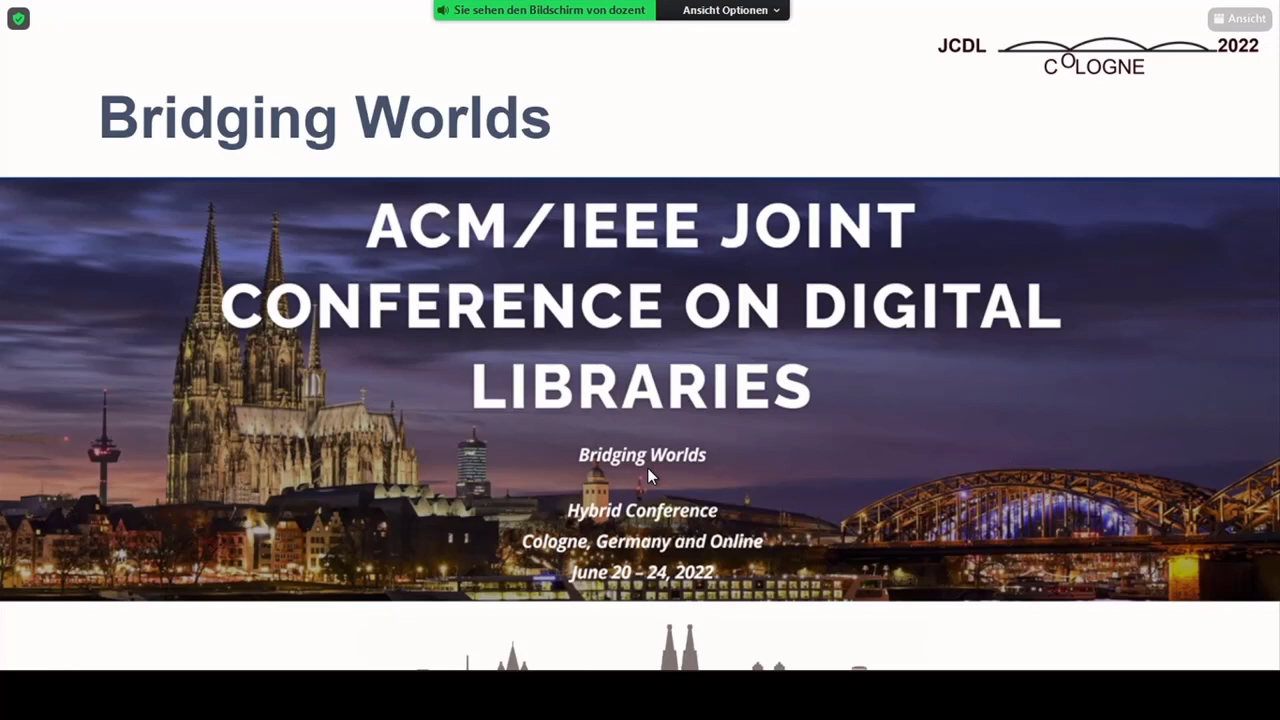 Sie sehen den Bildschirm von dozent
Ansicht Optionen
Ansicht
JCDL 2022
COLOGNE
Bridging Worlds
ACM/IEEE JOINT
CONFERENCE ON DIGITAL
LIBRARIES
Bridging Worlds
Hybrid Conference
Cologne, Germany and Online
June 20 – 24, 2022